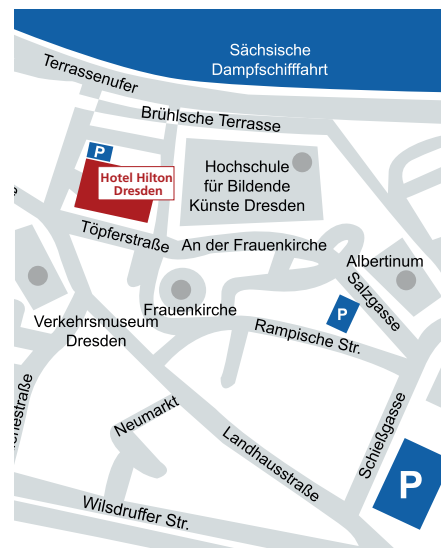 Sächsische
Dampfschifffahrt
Terrassenufer
Brühlsche Terrasse
P
Hotel Hilton
Dresden
Hochschule
für Bildende
Künste Dresden
Töpferstraße
An der Frauenkirche
Albertinum
Salzgasse
Frauenkirche
P
Verkehrsmuseum
Dresden
Rampische Str.
Neumarkt
Landhausstraße
Schießgasse
P
Wilsdruffer Str.